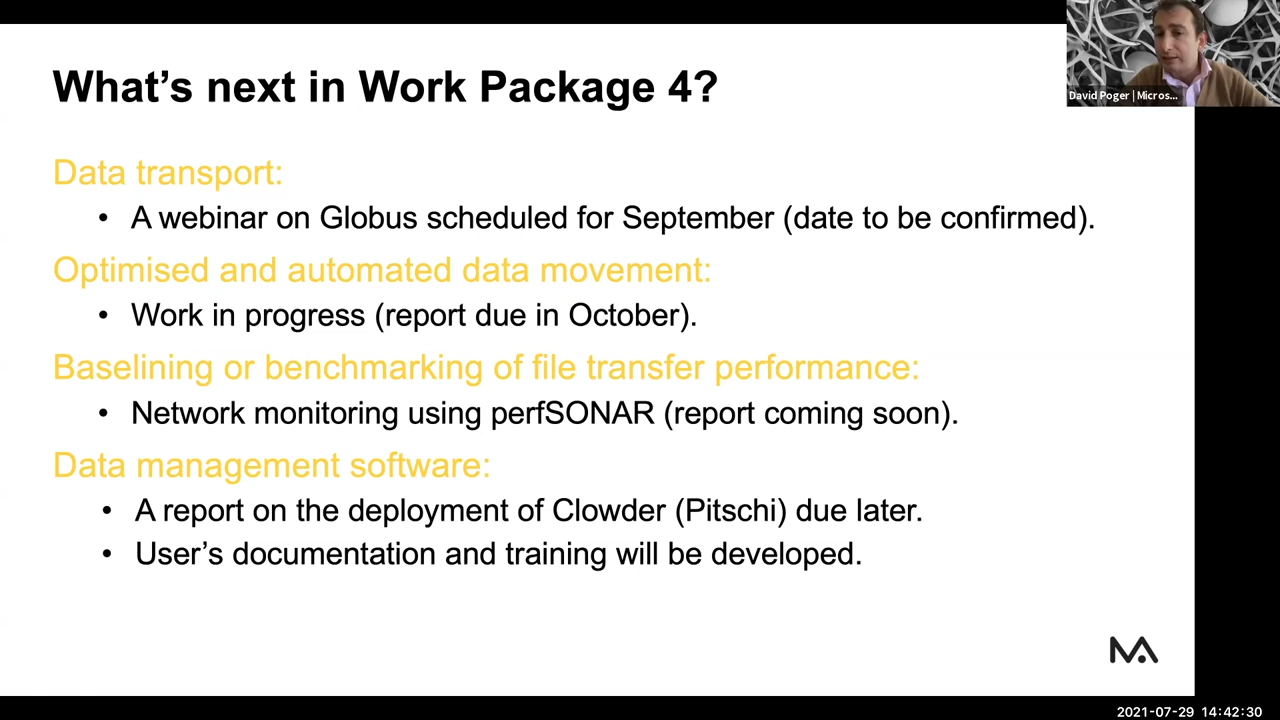 What's next in Work Package 4?
David Poger | Micros...
Data transport:
• A webinar on Globus scheduled for September (date to be confirmed).
Optimised and automated data movement:
• Work in progress (report due in October).
Baselining or benchmarking of file transfer performance:
• Network monitoring using perfSONAR (report coming soon).
Data management software:
• A report on the deployment of Clowder (Pitschi) due later.
• User's documentation and training will be developed.
MA
2021-07-29 14:42:30